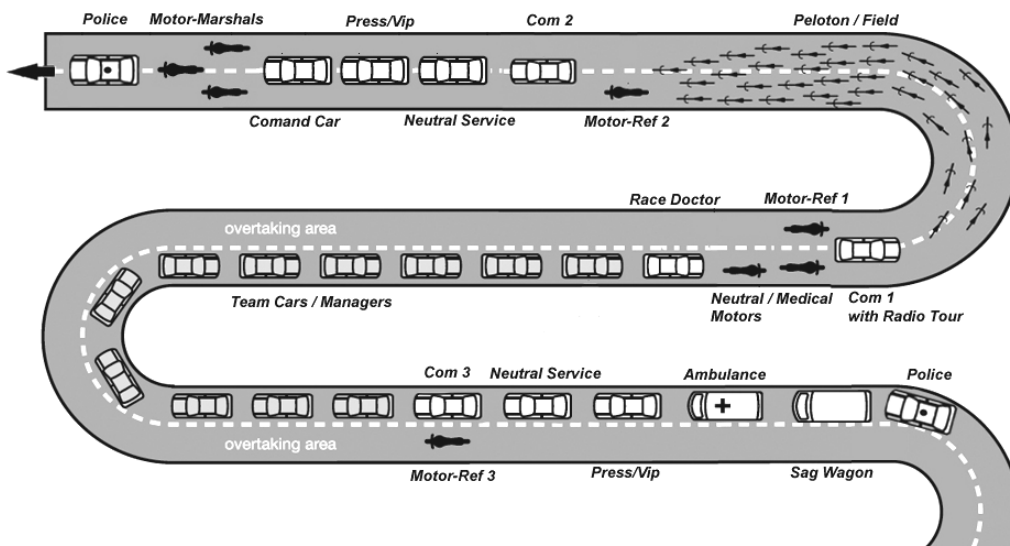 Police
Motor-Marshals
Press/Vip
Com 2
Peloton / Field
Comand Car
Neutral Service
Motor-Ref 2
Race Doctor
Motor-Ref 1
overtaking area
Team Cars / Managers
Neutral / Medical
Motors
Com 1
with Radio Tour
Com 3
Neutral Service
Ambulance
Police
overtaking area
Motor-Ref 3
Press/Vip
Sag Wagon